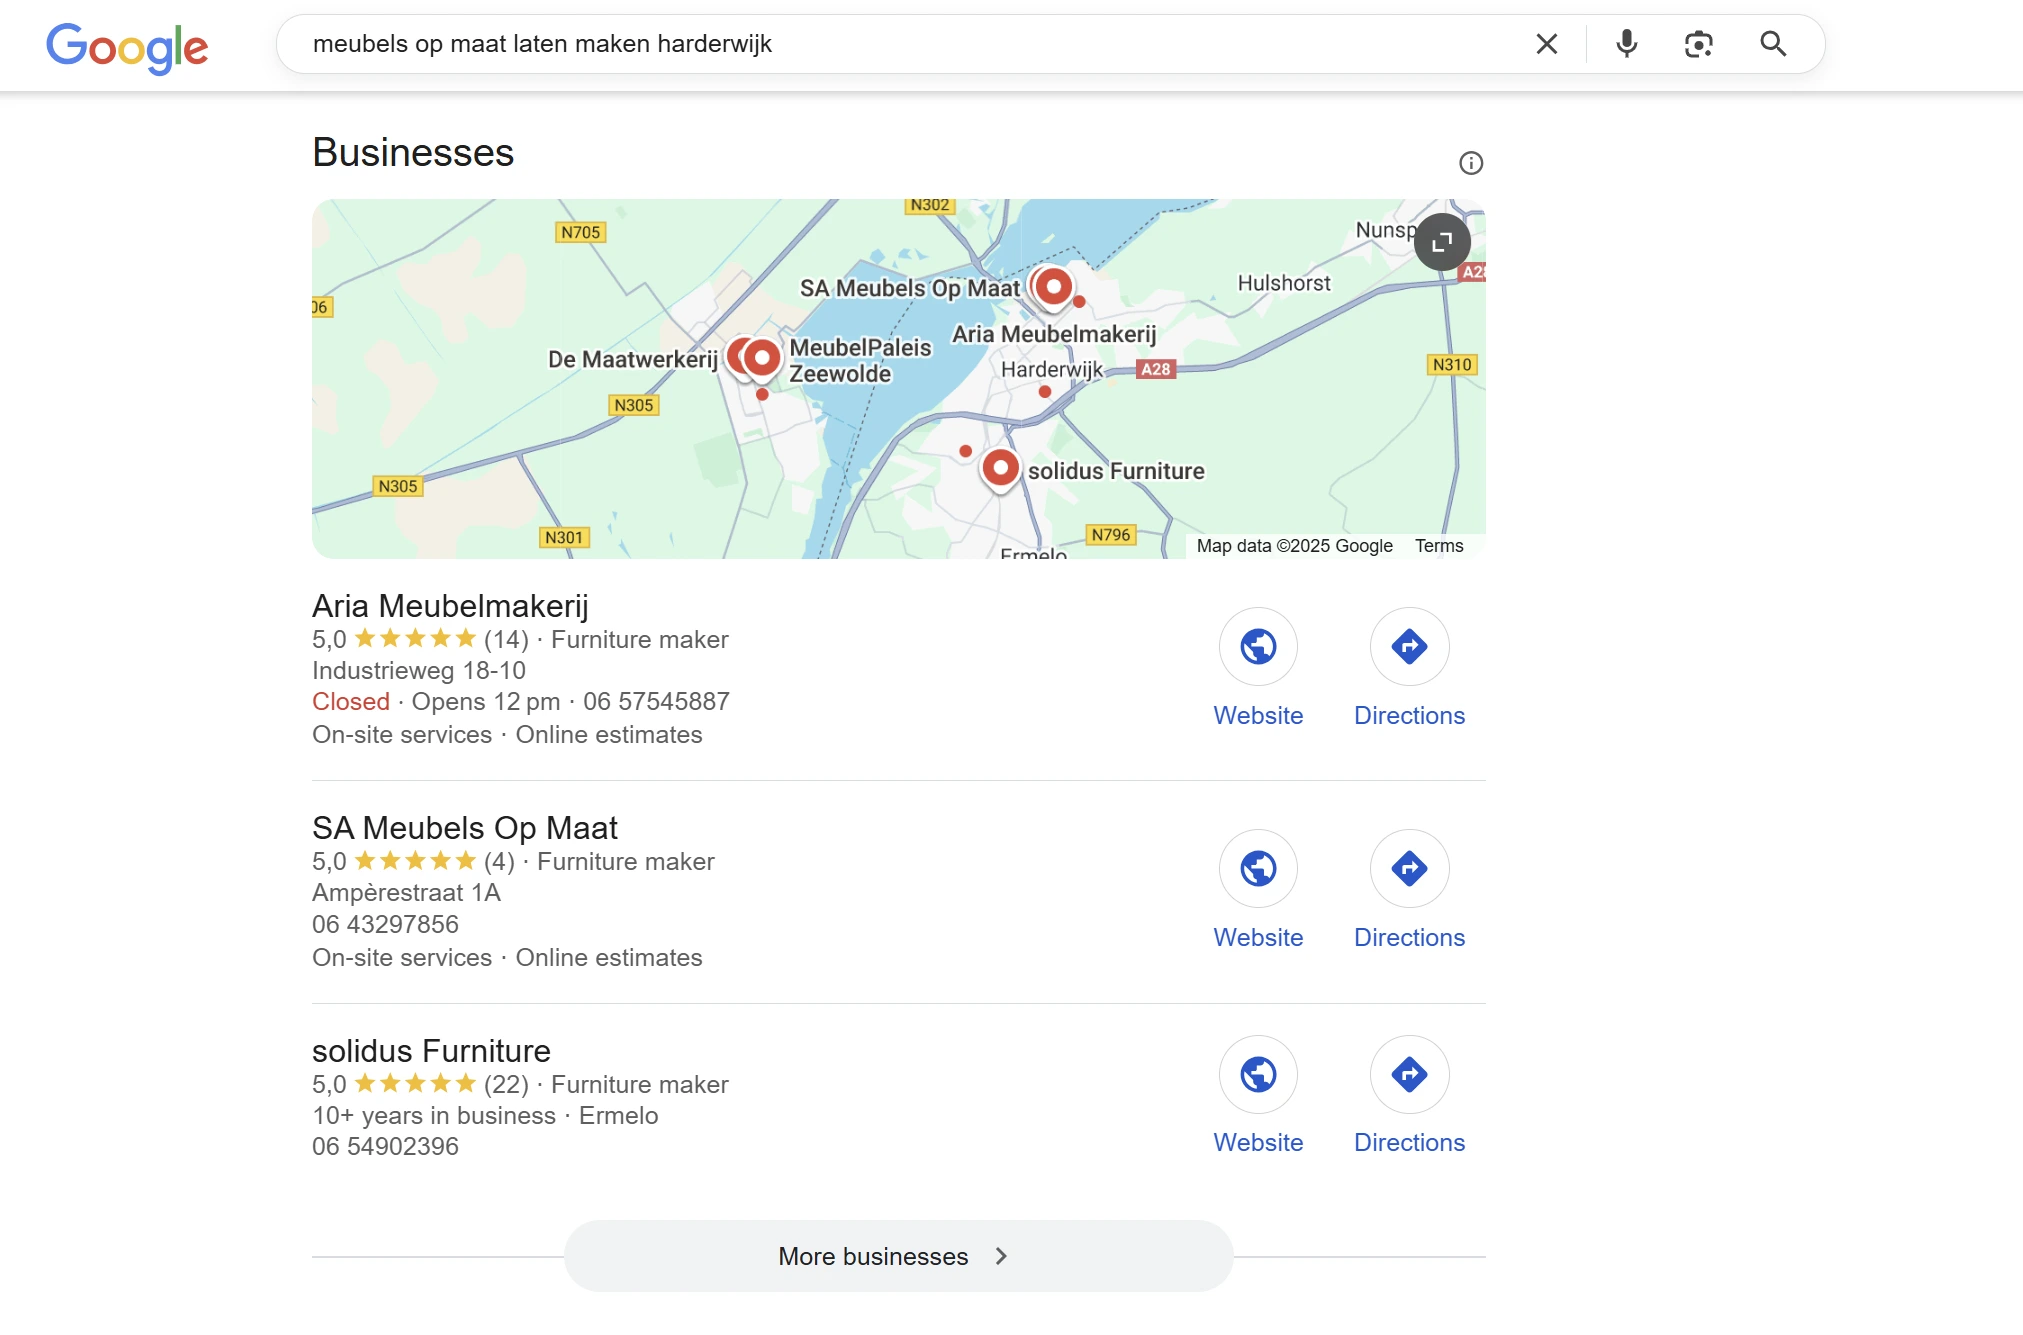 Google
meubels op maat laten maken harderwijk
Businesses
N302
N705
Nunsp
A28
Hulshorst
SA Meubels Op Maat
06
Aria Meubelmakerij
De Maatwerkerij
MeubelPaleis
Zeewolde
Harderwijk
A28
N310
N305
solidus Furniture
N305
N301
N796
Ermelo
Map data ©2025 Google Terms
Aria Meubelmakerij
5,0 (14) · Furniture maker
Industrieweg 18-10
Closed · Opens 12 pm · 06 57545887
On-site services · Online estimates
Website
Directions
SA Meubels Op Maat
5,0 (4) · Furniture maker
Ampèrestraat 1A
06 43297856
On-site services · Online estimates
Website
Directions
solidus Furniture
5,0 (22) · Furniture maker
10+ years in business · Ermelo
06 54902396
Website
Directions
More businesses